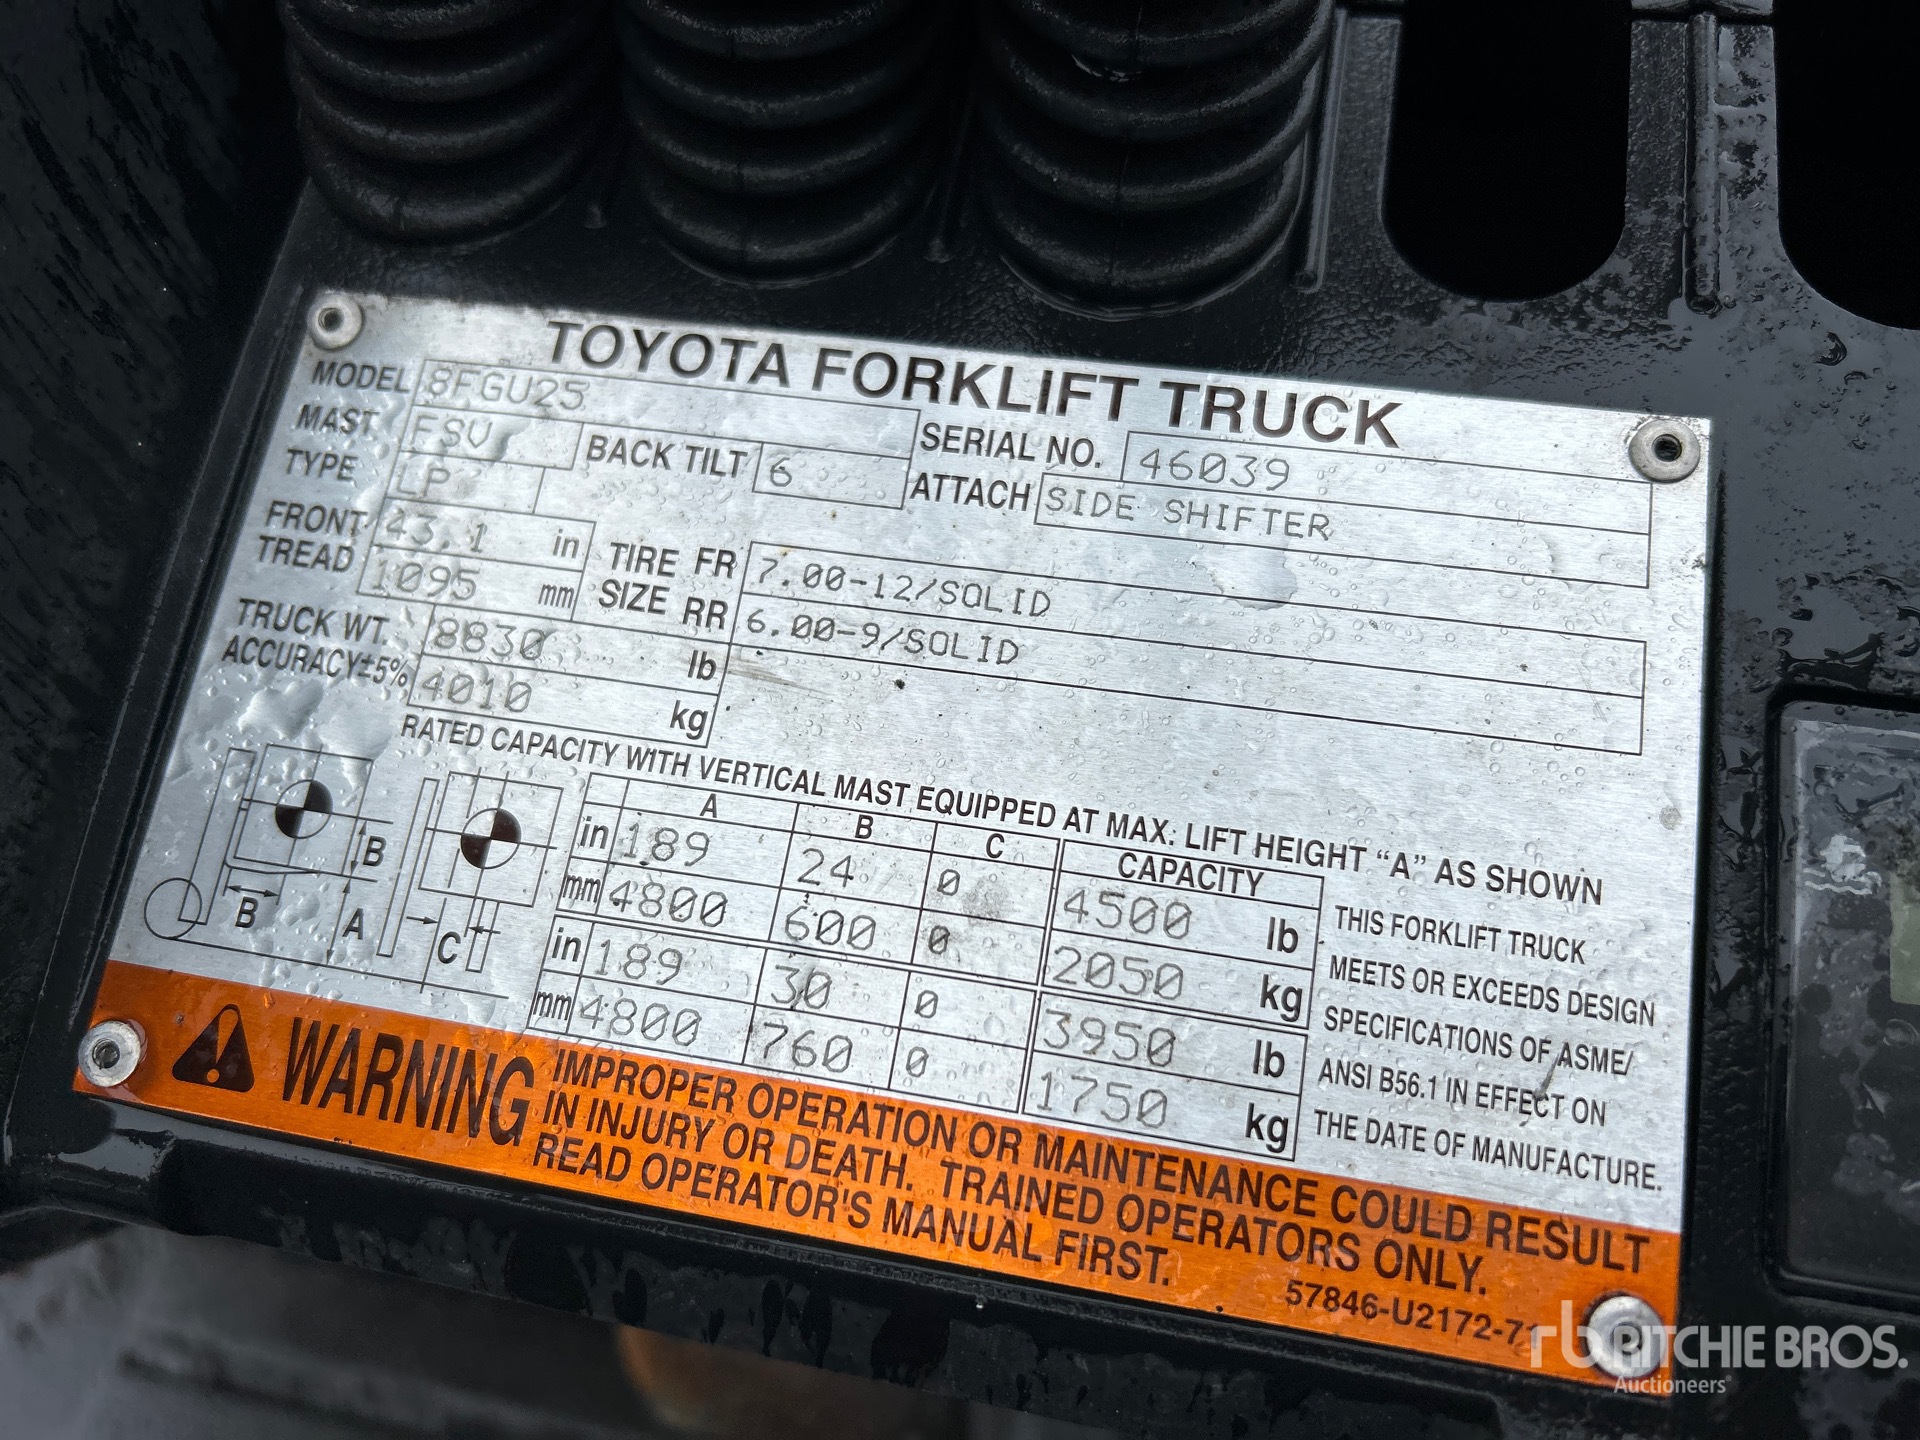 TOYOTA FORKLIFT TRUCK
MODEL 8FGU25 SERIAL NO. 46039
MAST FSV BACK TILT 6 ATTACH SIDE SHIFTER
TYPE LP
FRONT TREAD 43.1 in TIRE SIZE FR 7.00-12/SOLID
1095 mm RR 6.00-9/SOLID
TRUCK WT. 8830 lb
ACCURACY±5% 4010 kg
RATED CAPACITY WITH VERTICAL MAST EQUIPPED AT MAX. LIFT HEIGHT “A” AS SHOWN
A B C CAPACITY
in 189 24 0 4500 lb
mm 4800 600 0 2050 kg
in 189 30 0 3950 lb
mm 4800 760 0 1750 kg
B
B A C
THIS FORKLIFT TRUCK
MEETS OR EXCEEDS DESIGN
SPECIFICATIONS OF ASME/
ANSI B56.1 IN EFFECT ON
THE DATE OF MANUFACTURE.
WARNING
IMPROPER OPERATION OR MAINTENANCE COULD RESULT
IN INJURY OR DEATH. TRAINED OPERATORS ONLY.
READ OPERATOR'S MANUAL FIRST.
57846-U2172-71
rb RITCHIE BROS.
Auctioneers